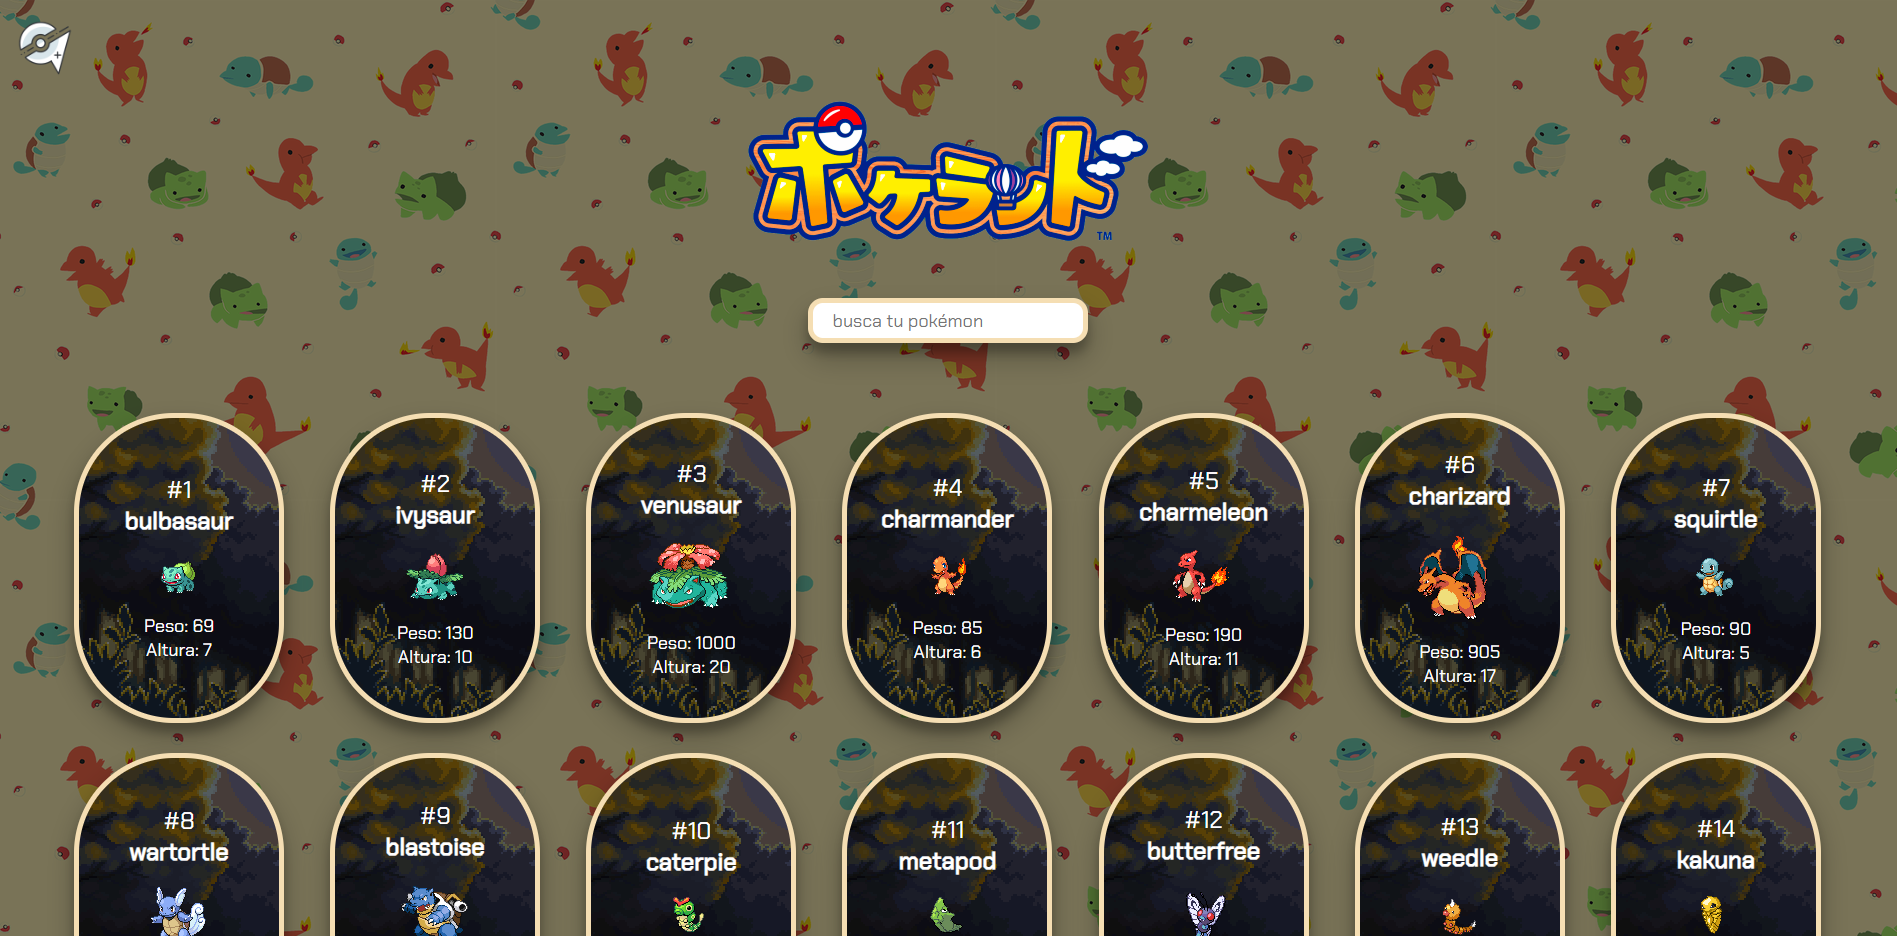 ポケランド
TM
busca tu pokémon
#1
bulbasaur
Peso: 69
Altura: 7
#2
ivysaur
Peso: 130
Altura: 10
#3
venusaur
Peso: 1000
Altura: 20
#4
charmander
Peso: 85
Altura: 6
#5
charmeleon
Peso: 190
Altura: 11
#6
charizard
Peso: 905
Altura: 17
#7
squirtle
Peso: 90
Altura: 5
#8
wartortle
#9
blastoise
#10
caterpie
#11
metapod
#12
butterfree
#13
weedle
#14
kakuna